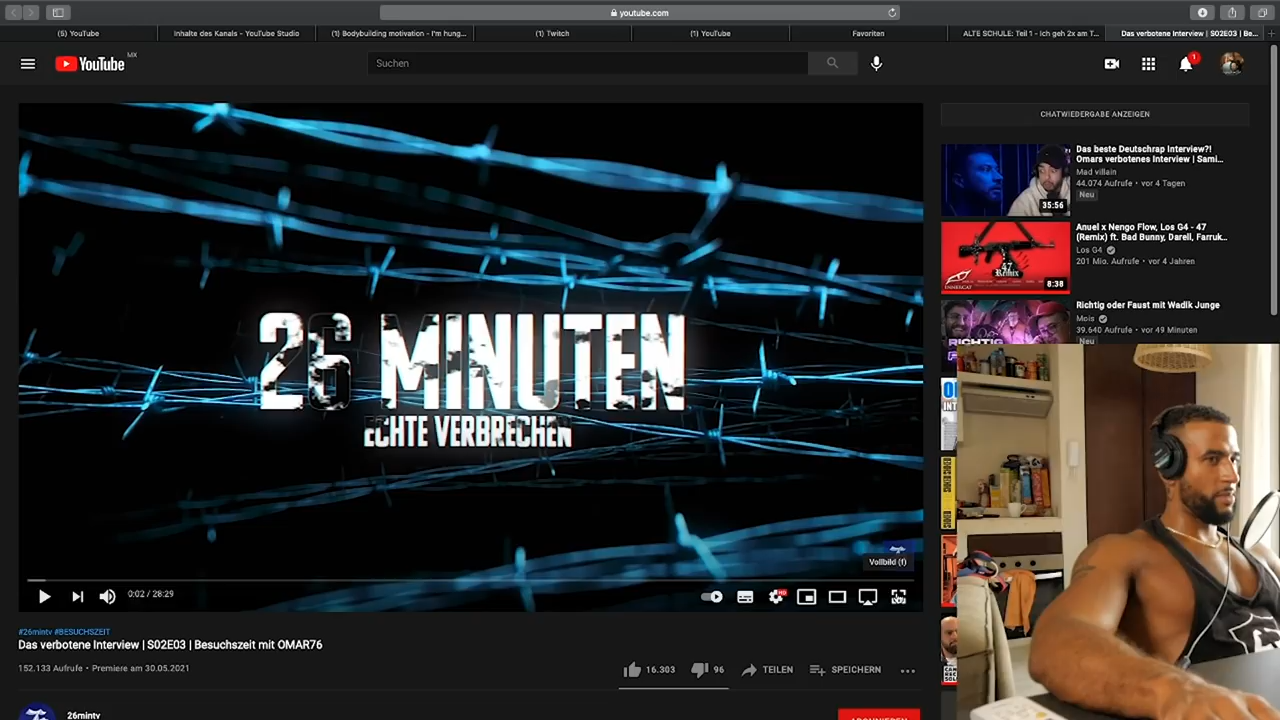 youtube.com
(5) YouTube
Inhalte des Kanals - YouTube Studio
(1) Bodybuilding motivation - I'm hung...
(1) Twitch
(1) YouTube
Favoriten
ALTE SCHULE: Teil 1 - Ich geh 2x am T...
Das verbotene Interview | S02E03 | Be...
YouTube MX
Suchen
1
CHATWIEDERGABE ANZEIGEN
Das beste Deutschrap Interview?!
Omars verbotenes Interview | Sami...
Mad villain
44.074 Aufrufe • vor 4 Tagen
Neu
35:56
Anuel x Nengo Flow, Los G4 - 47
(Remix) ft. Bad Bunny, Darell, Farruk...
Los G4
201 Mio. Aufrufe • vor 4 Jahren
47
Remix
8:38
Richtig oder Faust mit Wadik Junge
Mois
39.640 Aufrufe • vor 49 Minuten
Neu
RICHTIG
26 MINUTEN
ECHTE VERBRECHEN
Vollbild (f)
0:02 / 28:29
HD
#26mintv #BESUCHSZEIT
Das verbotene Interview | S02E03 | Besuchszeit mit OMAR76
152.133 Aufrufe • Premiere am 30.05.2021
16.303
96
TEILEN
SPEICHERN
26mintv
ABONNIEREN